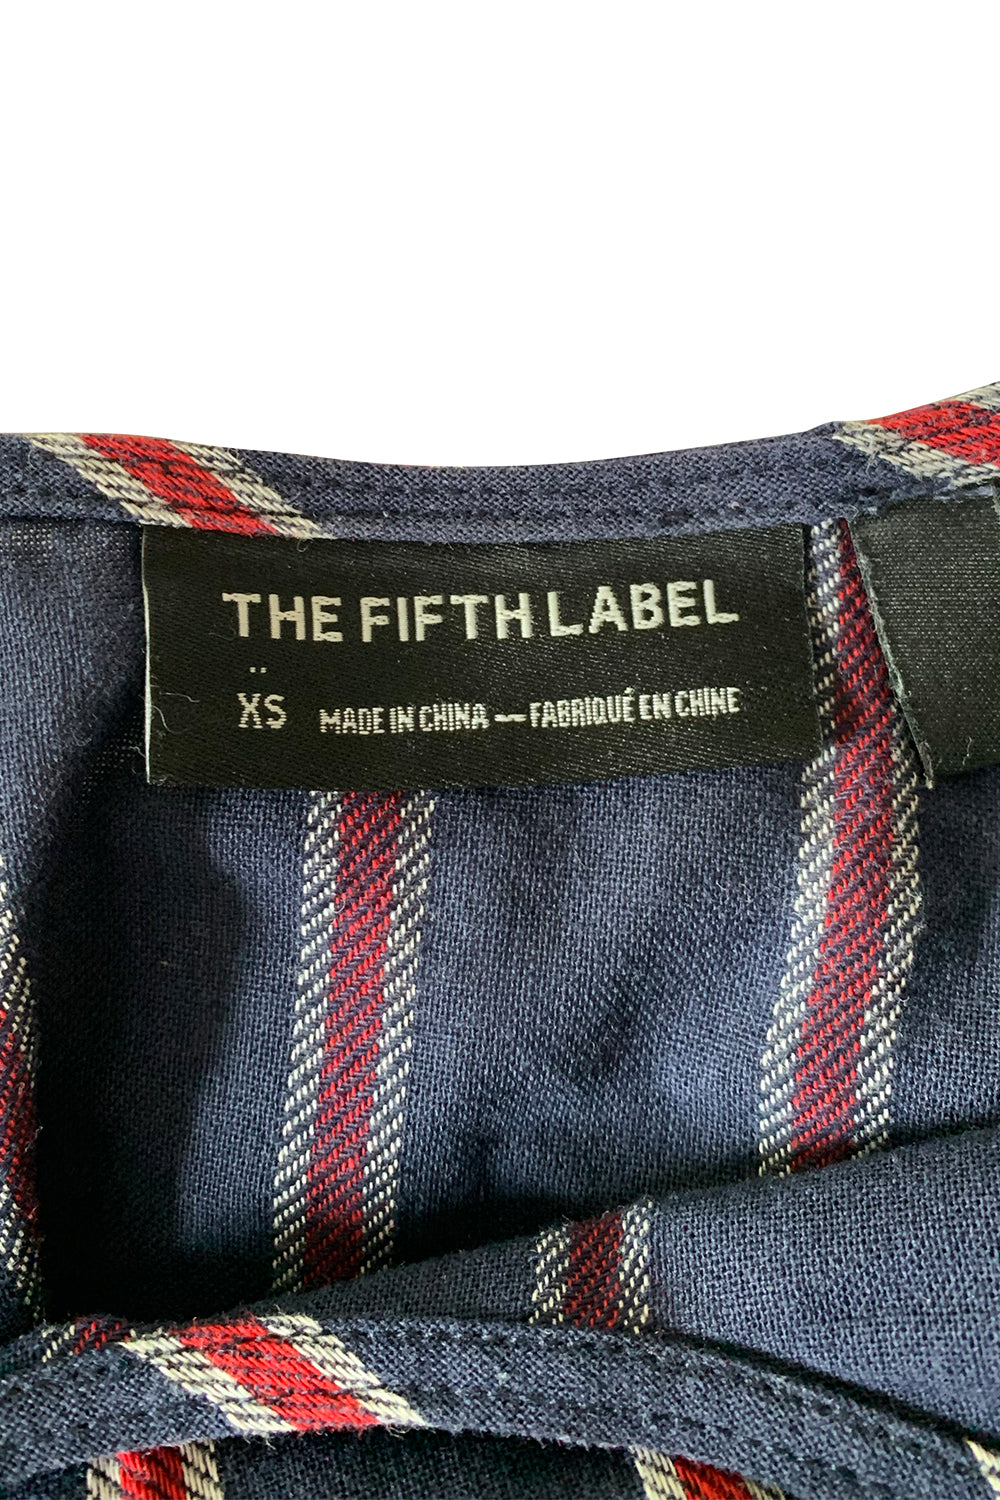 THE FIFTH LABEL
XS MADE IN CHINA — FABRIQUÉ EN CHINE